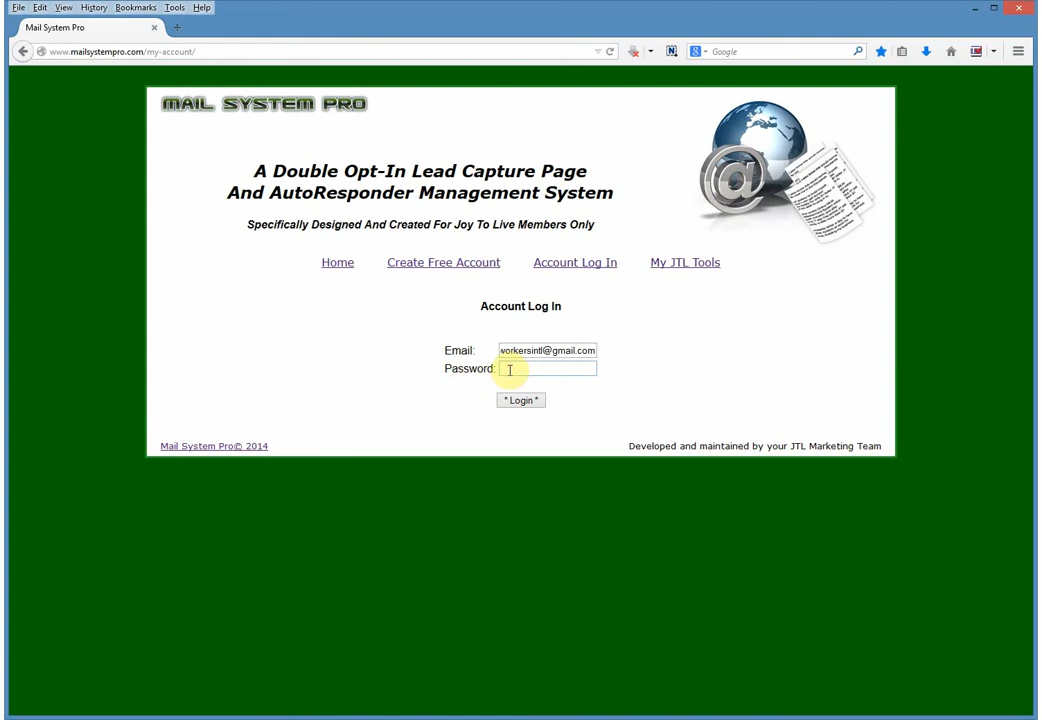 File Edit View History Bookmarks Tools Help
Mail System Pro
www.mailsystempro.com/my-account/
Google
MAIL SYSTEM PRO
A Double Opt-In Lead Capture Page
And AutoResponder Management System
Specifically Designed And Created For Joy To Live Members Only
Home Create Free Account Account Log In My JTL Tools
Account Log In
Email: workersintl@gmail.com
Password:
* Login *
Mail System Pro© 2014 Developed and maintained by your JTL Marketing Team